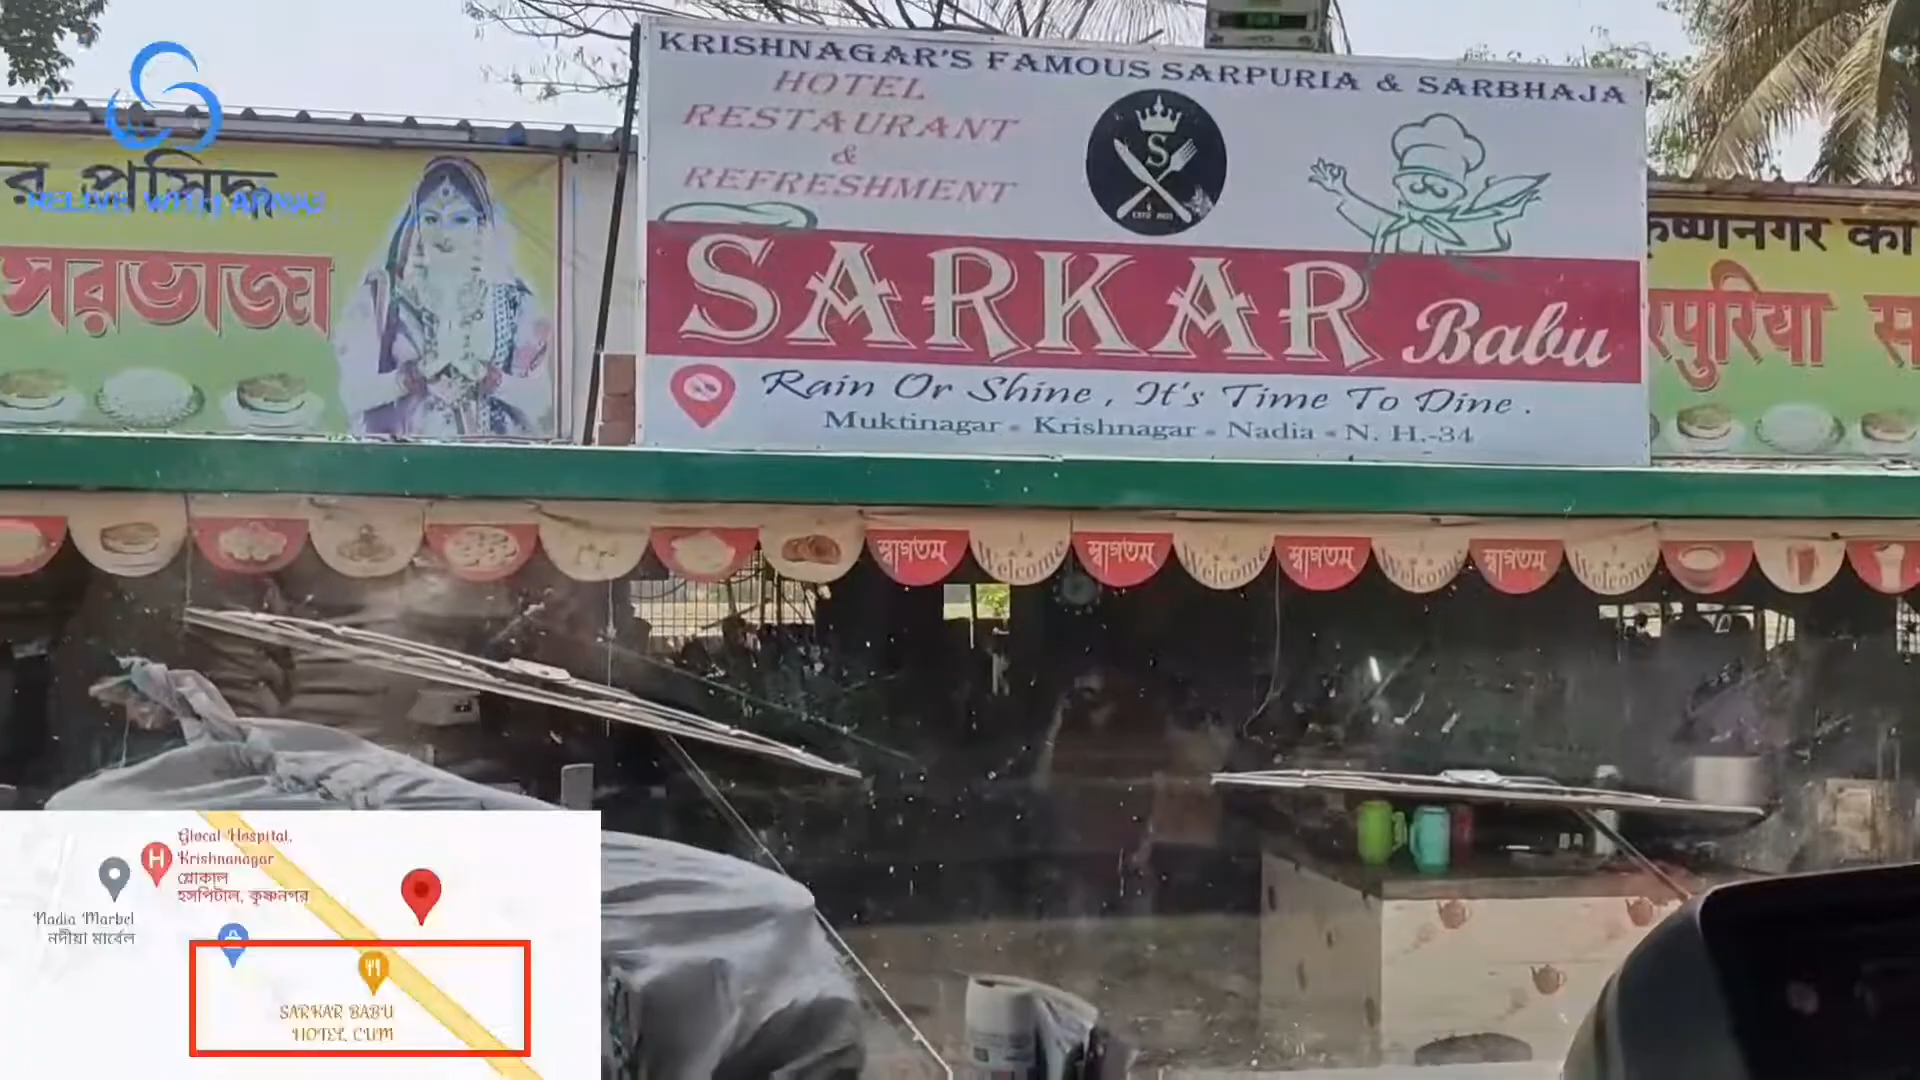 KRISHNAGAR'S FAMOUS SARPURIA & SARBHAJA
HOTEL
RESTAURANT
&
REFRESHMENT
S
SARKAR Babu
Rain Or Shine , It's Time To Dine .
Muktinagar - Krishnagar - Nadia - N. H.-34
র প্রসিদ্ধ
RELIVE WITH
সরভাজা
কৃষ্ণনগর কা
स
স্বাগতম্ Welcome স্বাগতম্ Welcome স্বাগতম্ Welcome স্বাগতম্ Welcome
Glocal Hospital,
Krishnanagar
গ্লোকাল
হসপিটাল, কৃষ্ণনগর
H
Nadia Marbel
নদীয়া মার্বেল
SARKAR BABU
HOTEL CUM